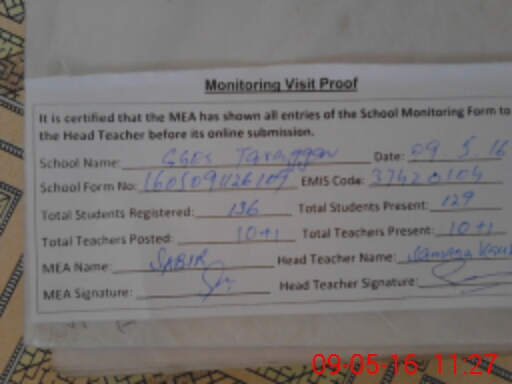 Monitoring Visit Proof
It is certified that the MEA has shown all entries of the School Monitoring Form to
the Head Teacher before its online submission.
School Name: GGES Date: 09.5.16
School Form No: EMIS Code: 37420104
Total Students Registered: 136 Total Students Present: 129
Total Teachers Posted: 10+1 Total Teachers Present: 10+1
MEA Name: SABIR Head Teacher Name:
MEA Signature: Head Teacher Signature:
09-05-16 11:27